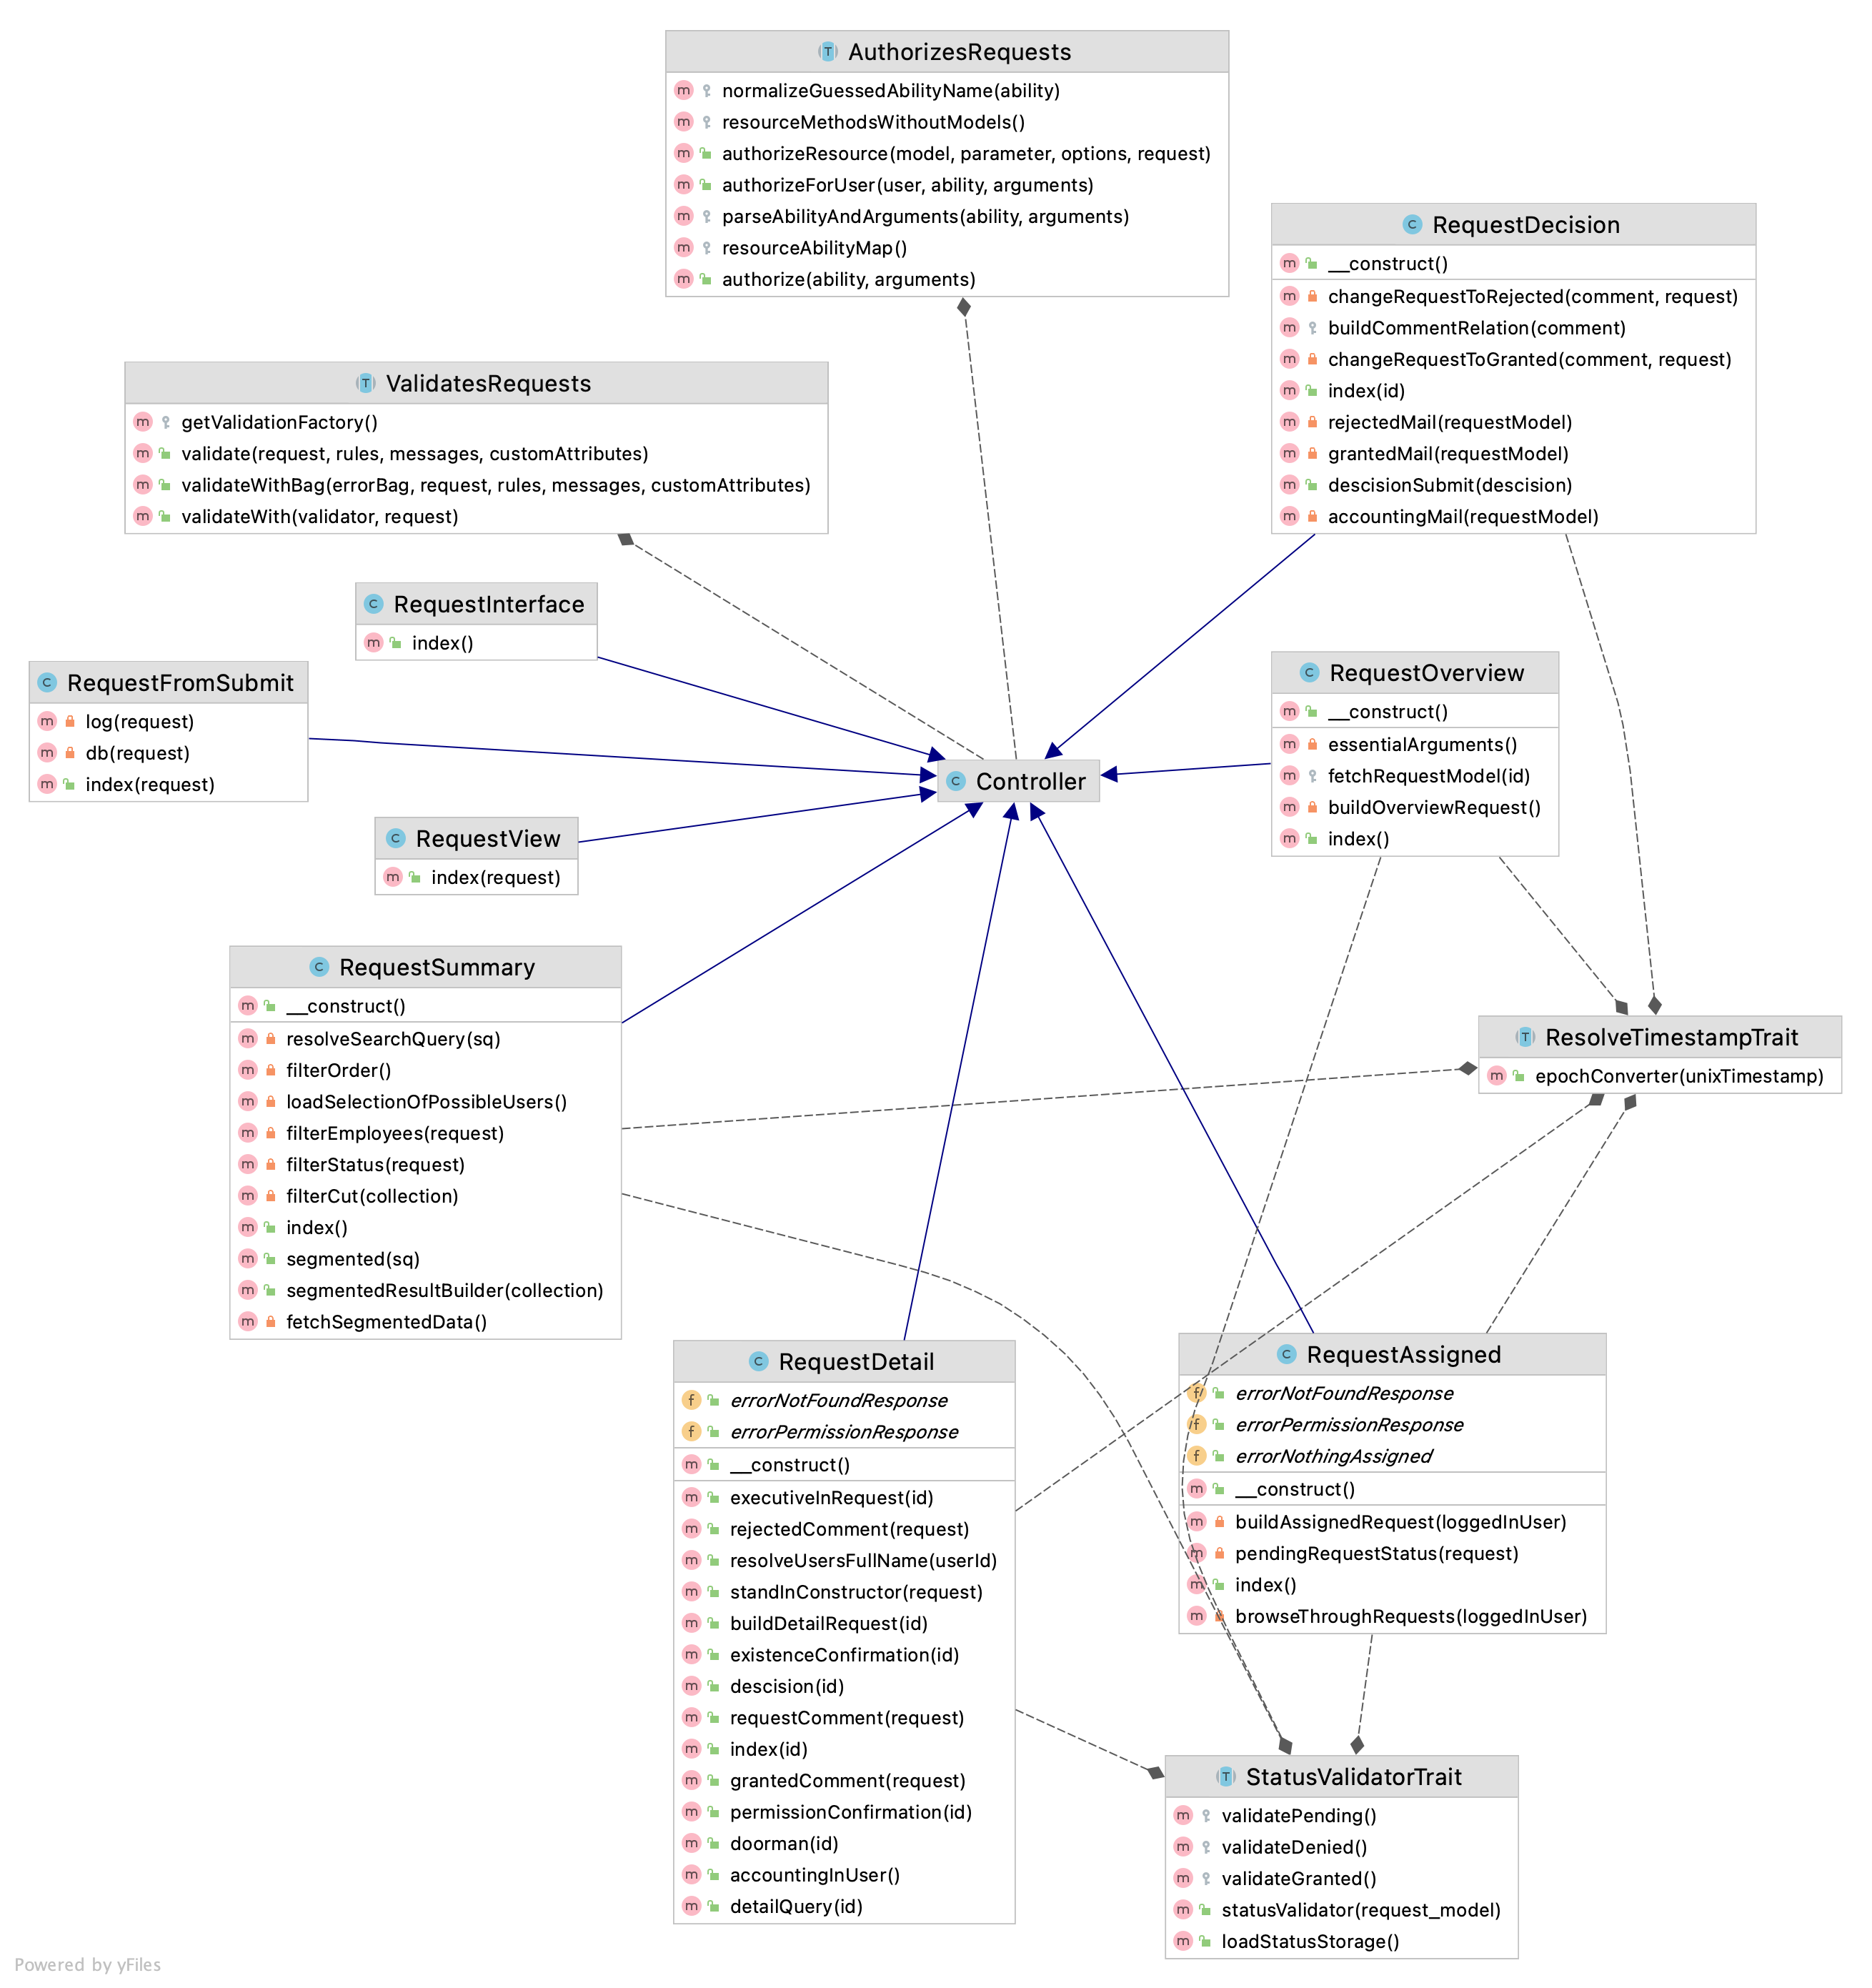 AuthorizesRequests
normalizeGuessedAbilityName(ability)
resourceMethodsWithoutModels()
authorizeResource(model, parameter, options, request)
authorizeForUser(user, ability, arguments)
parseAbilityAndArguments(ability, arguments)
resourceAbilityMap()
authorize(ability, arguments)
RequestDecision
__construct()
changeRequestToRejected(comment, request)
buildCommentRelation(comment)
changeRequestToGranted(comment, request)
index(id)
rejectedMail(requestModel)
grantedMail(requestModel)
descisionSubmit(descision)
accountingMail(requestModel)
ValidatesRequests
getValidationFactory()
validate(request, rules, messages, customAttributes)
validateWithBag(errorBag, request, rules, messages, customAttributes)
validateWith(validator, request)
RequestInterface
index()
RequestFromSubmit
log(request)
db(request)
index(request)
RequestOverview
__construct()
essentialArguments()
fetchRequestModel(id)
buildOverviewRequest()
index()
Controller
RequestView
index(request)
RequestSummary
__construct()
resolveSearchQuery(sq)
filterOrder()
loadSelectionOfPossibleUsers()
filterEmployees(request)
filterStatus(request)
filterCut(collection)
index()
segmented(sq)
segmentedResultBuilder(collection)
fetchSegmentedData()
ResolveTimestampTrait
epochConverter(unixTimestamp)
RequestDetail
errorNotFoundResponse
errorPermissionResponse
__construct()
executiveInRequest(id)
rejectedComment(request)
resolveUsersFullName(userId)
standInConstructor(request)
buildDetailRequest(id)
existenceConfirmation(id)
descision(id)
requestComment(request)
index(id)
grantedComment(request)
permissionConfirmation(id)
doorman(id)
accountingInUser()
detailQuery(id)
RequestAssigned
errorNotFoundResponse
errorPermissionResponse
errorNothingAssigned
__construct()
buildAssignedRequest(loggedInUser)
pendingRequestStatus(request)
index()
browseThroughRequests(loggedInUser)
StatusValidatorTrait
validatePending()
validateDenied()
validateGranted()
statusValidator(request_model)
loadStatusStorage()
Powered by yFiles